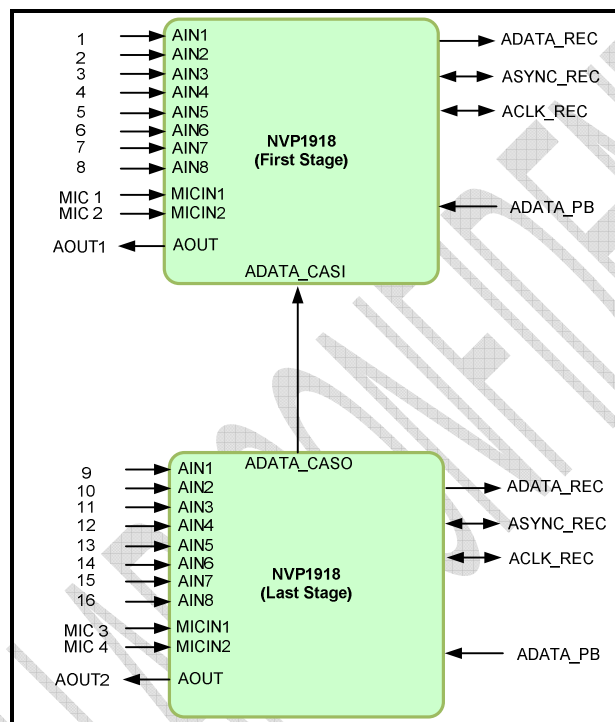 1 AIN1 ADATA_REC
2 AIN2
3 AIN3 ASYNC_REC
4 AIN4
5 AIN5 ACLK_REC
6 AIN6
7 AIN7 NVP1918
8 AIN8 (First Stage)
MIC 1 MICIN1
MIC 2 MICIN2 ADATA_PB
AOUT1 AOUT
ADATA_CASI
ADATA_CASO
9 AIN1
10 AIN2 ADATA_REC
11 AIN3
12 AIN4 ASYNC_REC
13 AIN5 ACLK_REC
14 AIN6 NVP1918
15 AIN7 (Last Stage)
16 AIN8
MIC 3 MICIN1
MIC 4 MICIN2 ADATA_PB
AOUT2 AOUT